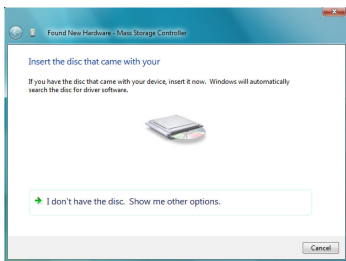 Found New Hardware - Mass Storage Controller
Insert the disc that came with your
If you have the disc that came with your device, insert it now. Windows will automatically
search the disc for driver software.
I don't have the disc. Show me other options.
Cancel